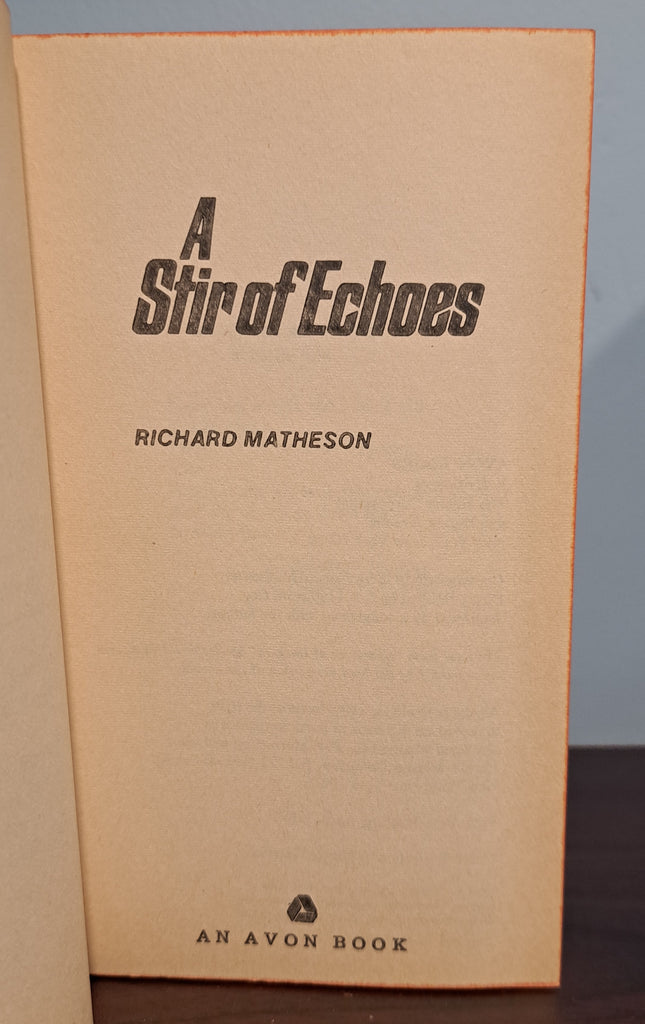 A
Stir of Echoes
RICHARD MATHESON
AN AVON BOOK